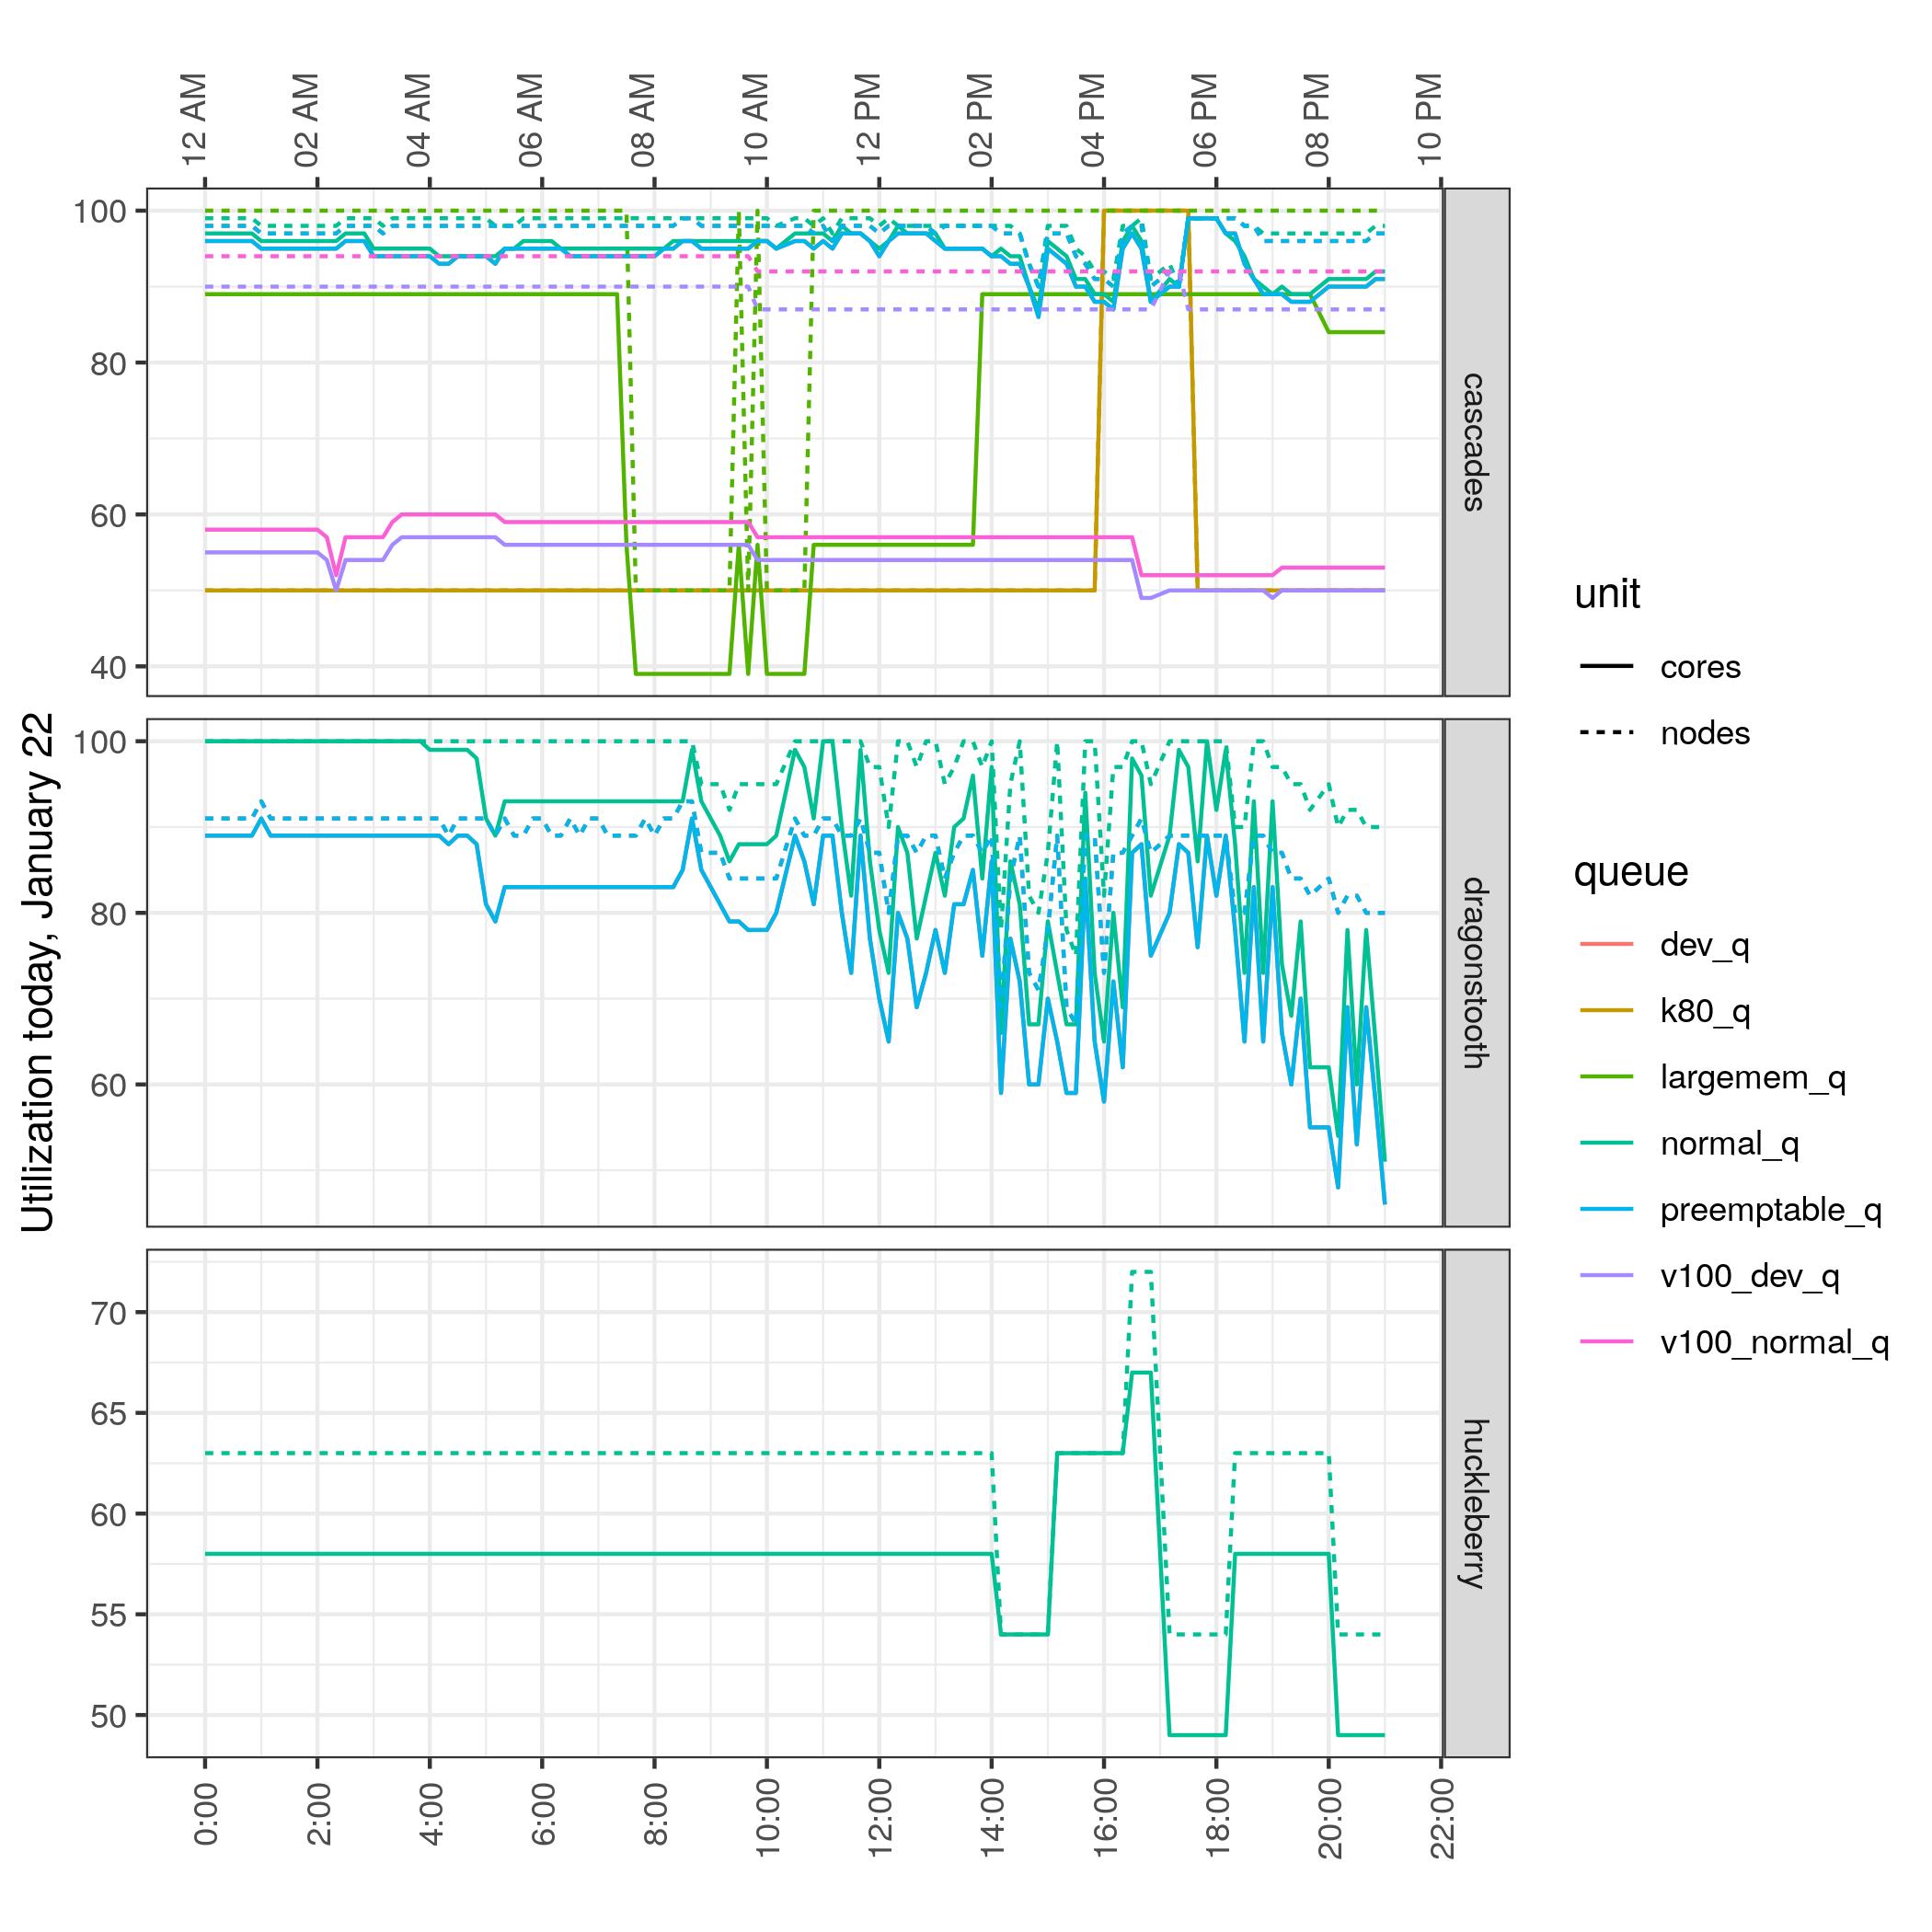 12 AM
02 AM
04 AM
06 AM
08 AM
10 AM
12 PM
02 PM
04 PM
06 PM
08 PM
10 PM
Utilization today, January 22
100
80
60
40
cascades
100
80
60
dragonstooth
70
65
60
55
50
huckleberry
0:00
2:00
4:00
6:00
8:00
10:00
12:00
14:00
16:00
18:00
20:00
22:00
unit
cores
nodes
queue
dev_q
k80_q
largemem_q
normal_q
preemptable_q
v100_dev_q
v100_normal_q